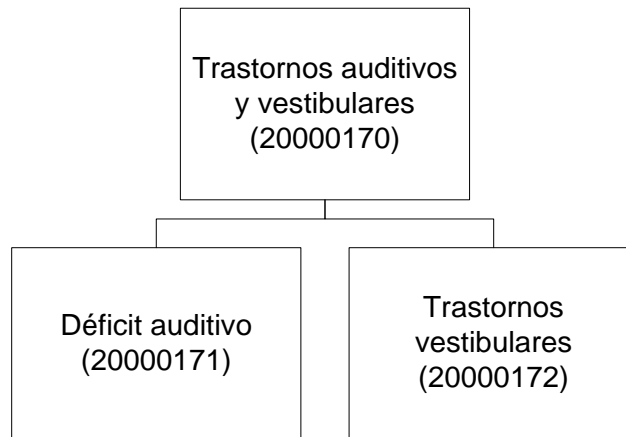 Trastornos auditivos
y vestibulares
(20000170)
Déficit auditivo
(20000171)
Trastornos
vestibulares
(20000172)